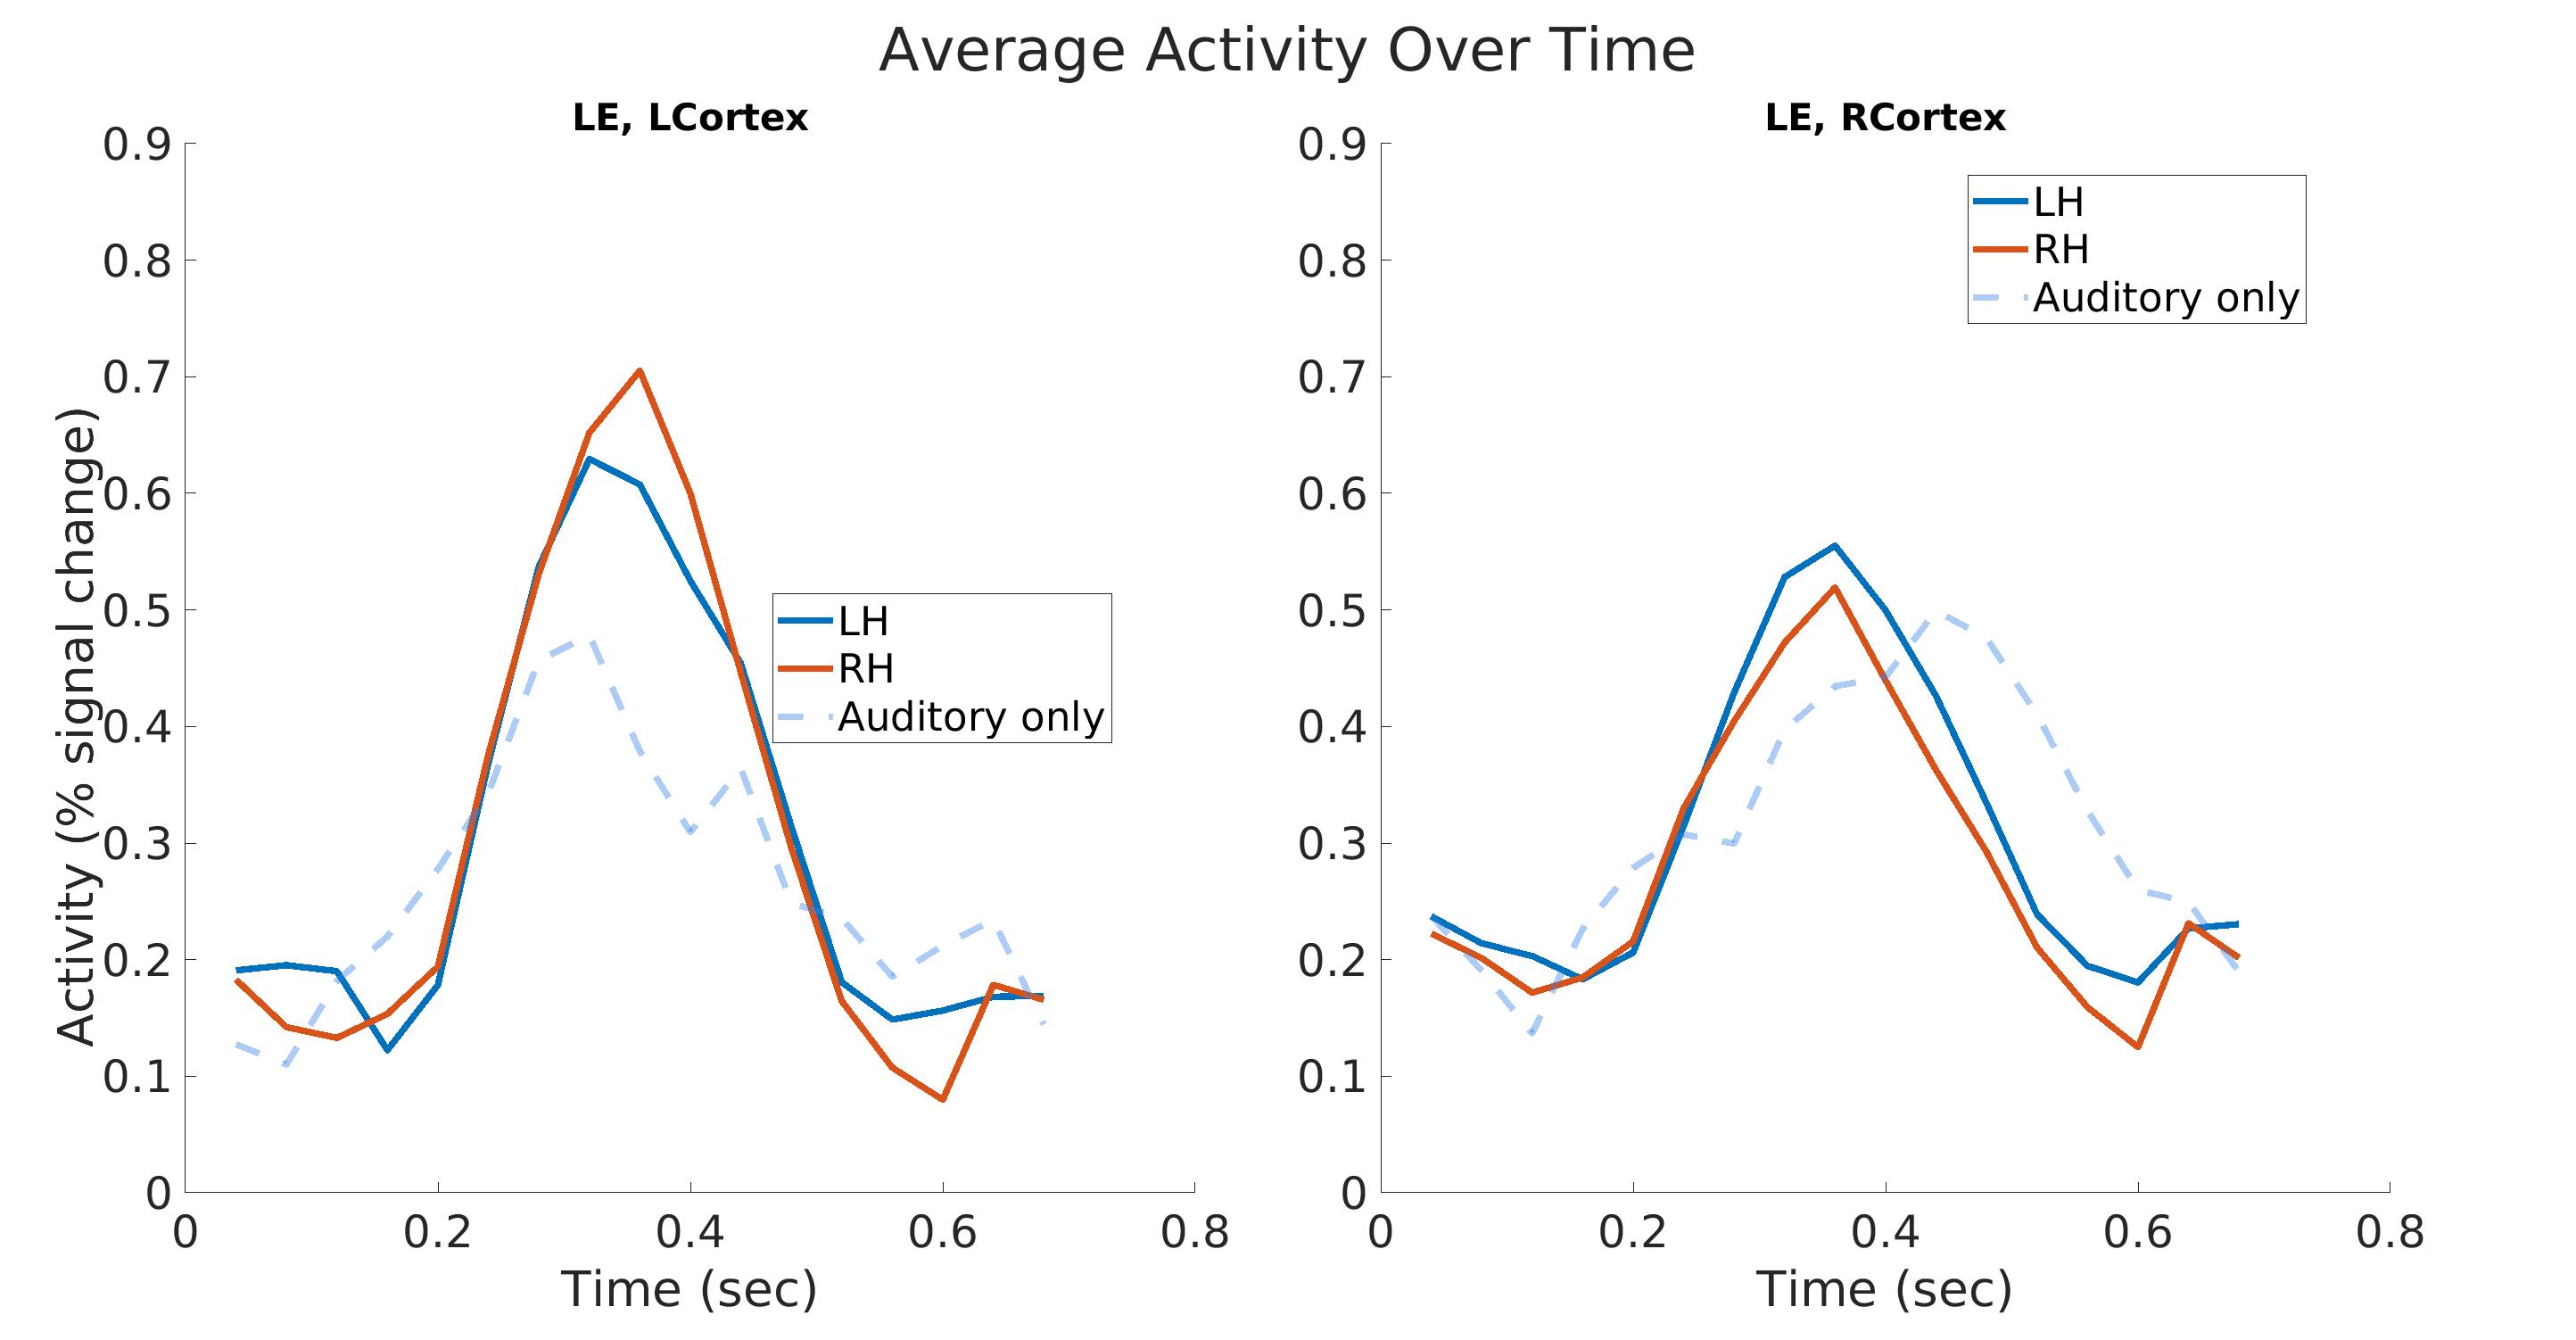 Average Activity Over Time
LE, LCortex
0.9
0.8
0.7
0.6
0.5
0.4
0.3
0.2
0.1
0
Activity (% signal change)
LH
RH
Auditory only
0 0.2 0.4 0.6 0.8
Time (sec)
LE, RCortex
0.9
0.8
0.7
0.6
0.5
0.4
0.3
0.2
0.1
0
LH
RH
Auditory only
0 0.2 0.4 0.6 0.8
Time (sec)